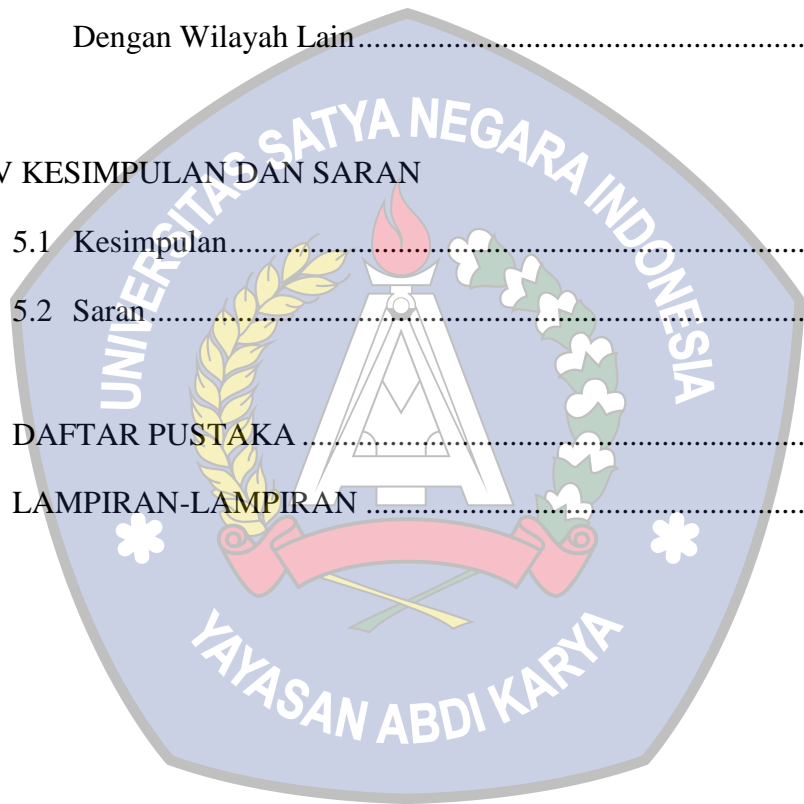 Dengan Wilayah Lain........................................................
V KESIMPULAN DAN SARAN
5.1 Kesimpulan........................................................................
5.2 Saran..................................................................................
DAFTAR PUSTAKA ...............................................................
LAMPIRAN-LAMPIRAN .......................................................
UNIVERSITAS SATYA NEGARA INDONESIA
YAYASAN ABDI KARYA